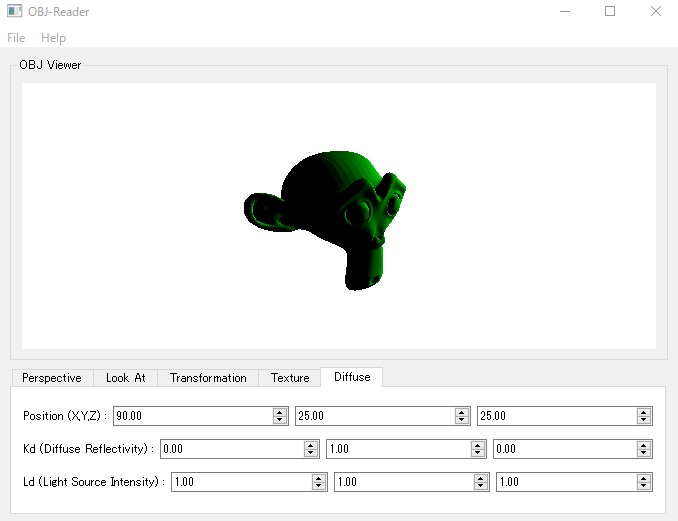 OBJ-Reader
File Help
OBJ Viewer
Perspective Look At Transformation Texture Diffuse
Position (X,Y,Z) : 90.00 25.00 25.00
Kd (Diffuse Reflectivity) : 0.00 1.00 0.00
Ld (Light Source Intensity) : 1.00 1.00 1.00